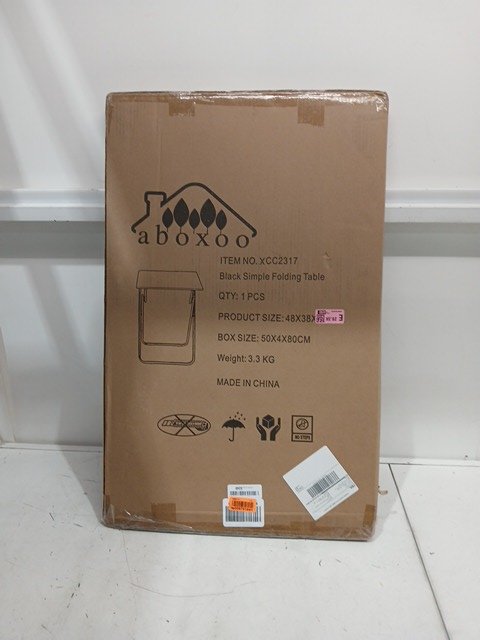 aboxoo
ITEM NO. XCC2317
Black Simple Folding Table
QTY: 1 PCS
PRODUCT SIZE: 48X38X
BOX SIZE: 50X4X80CM
Weight: 3.3 KG
MADE IN CHINA